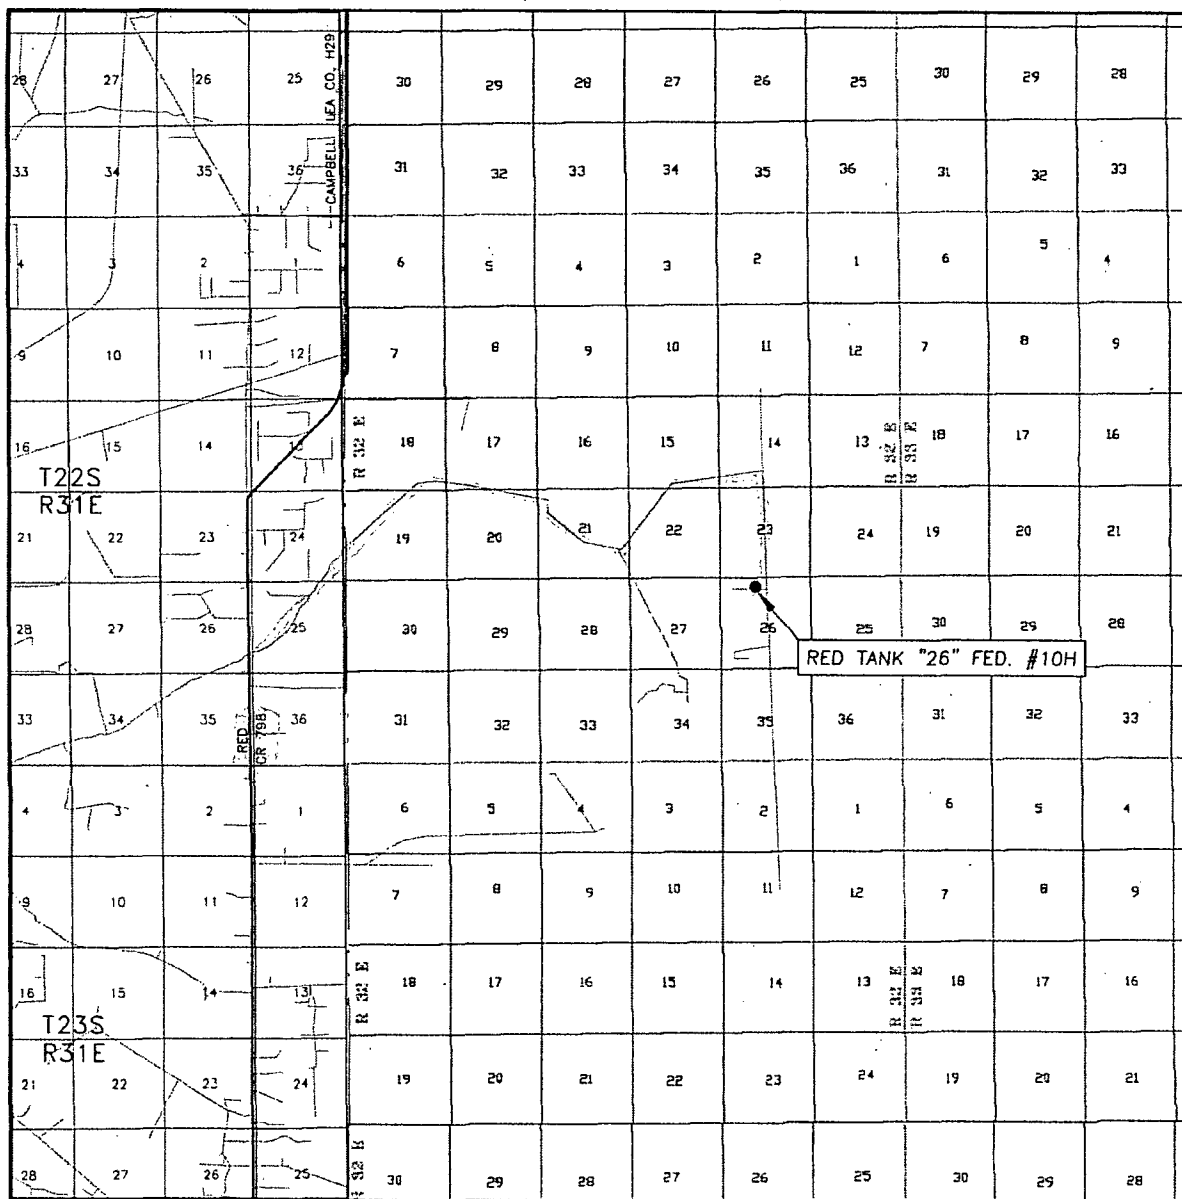 28 27 26 25 30 29 28 27 26 25 30 29 28
CAMPBELL LEA CO. H29
33 34 35 36 31 32 33 34 35 36 31 32 33
4 3 2 1 6 5 4 3 2 1 6 5 4
9 10 11 12 7 8 9 10 11 12 7 8 9
16 15 14 13 18 17 16 15 14 13 18 17 16
R 32 E R 32 E R 33 E
T22S
R31E
21 22 23 24 19 20 21 22 23 24 19 20 21
28 27 26 25 30 29 28 27 26 25 30 29 28
RED TANK "26" FED. #10H
33 34 35 36 31 32 33 34 35 36 31 32 33
RED
CR 798
4 3 2 1 6 5 4 3 2 1 6 5 4
9 10 11 12 7 8 9 10 11 12 7 8 9
16 15 14 13 18 17 16 15 14 13 18 17 16
R 32 E R 32 E R 33 E
T23S
R31E
21 22 23 24 19 20 21 22 23 24 19 20 21
28 27 26 25 30 29 28 27 26 25 30 29 28
R 32 E